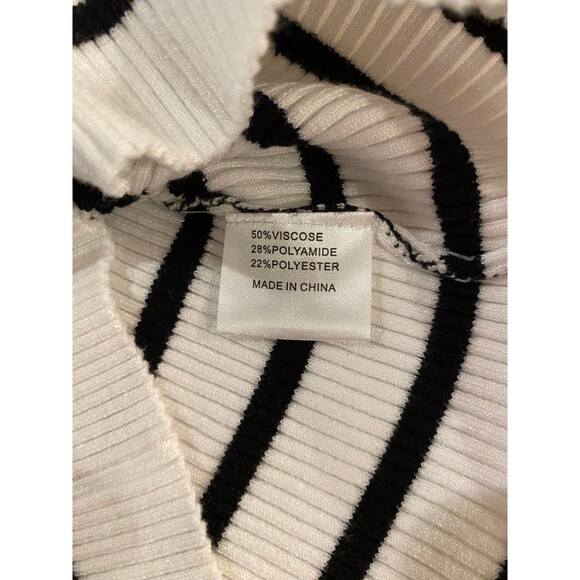 50%VISCOSE
28%POLYAMIDE
22%POLYESTER
MADE IN CHINA